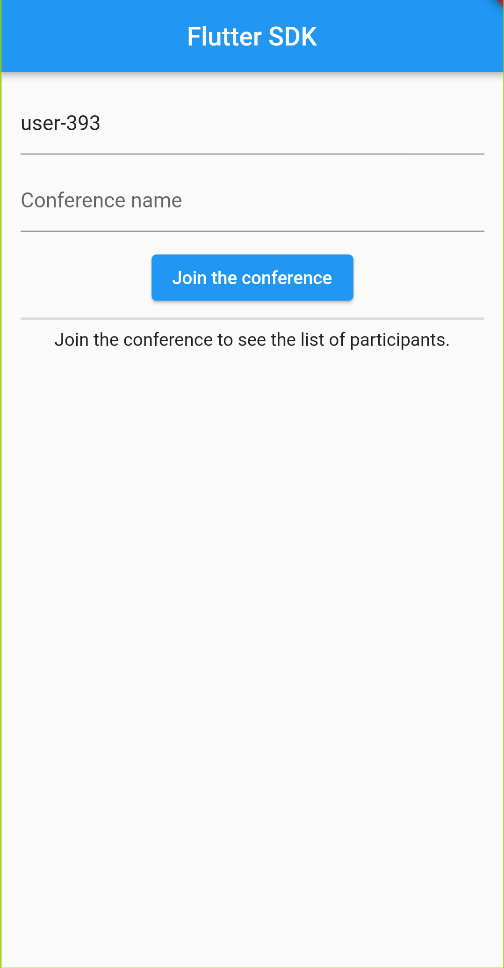 Flutter SDK
user-393
Conference name
Join the conference
Join the conference to see the list of participants.